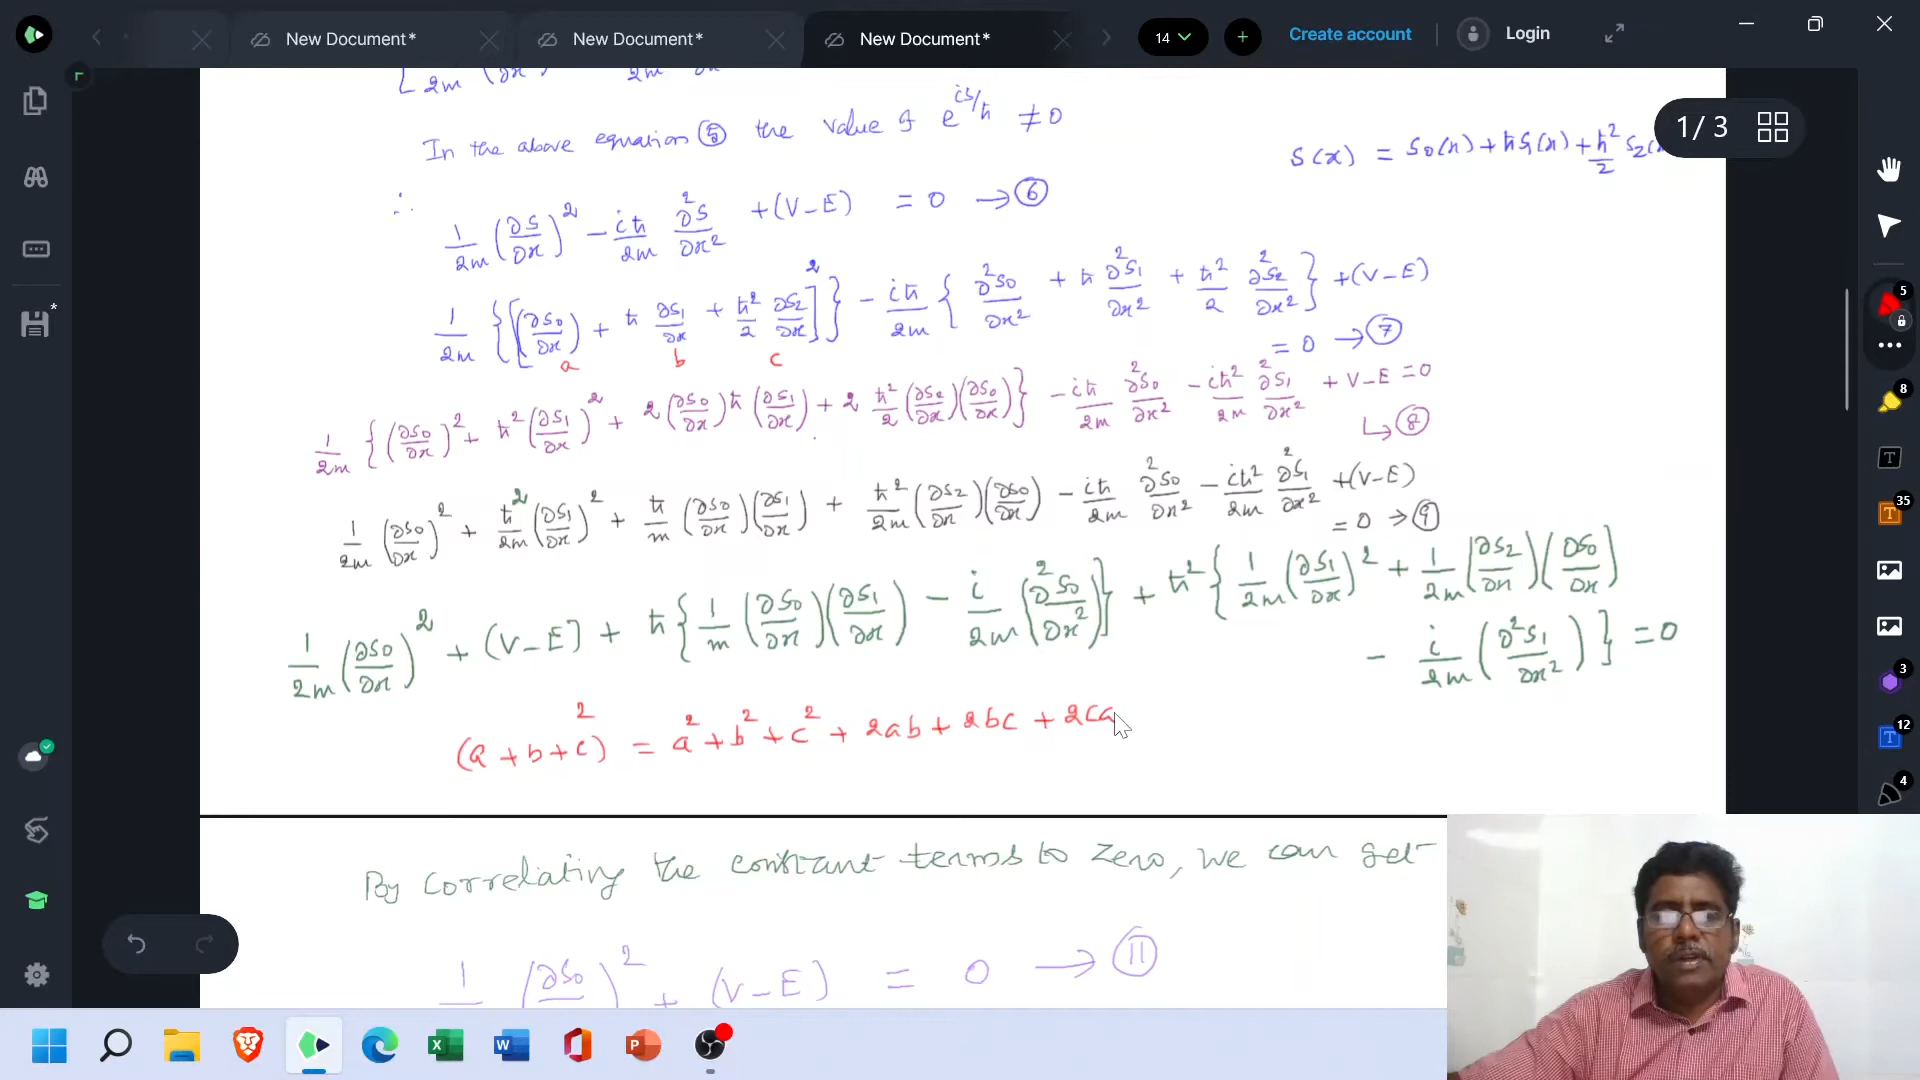 New Document*
New Document*
New Document*
14
Create account
Login
1/ 3
In the above equation ⑤ the value of e^{iS/ħ} ≠ 0
S(x) = S0(x) + ħS1(x) + ħ²/2 S2(x
∴ 1/2m (∂S/∂x)² − iħ/2m ∂²S/∂x² + (V−E) = 0 → ⑥
1/2m {[(∂S0/∂x) + ħ ∂S1/∂x + ħ²/2 ∂S2/∂x]²} − iħ/2m {∂²S0/∂x² + ħ ∂²S1/∂x² + ħ²/2 ∂²S2/∂x²} + (V−E)
= 0 → ⑦
a b c
1/2m {(∂S0/∂x)² + ħ² (∂S1/∂x)² + 2(∂S0/∂x) ħ (∂S1/∂x) + 2 ħ²/2 (∂S2/∂x)(∂S0/∂x)} − iħ/2m ∂²S0/∂x² − iħ²/2m ∂²S1/∂x² + V−E = 0
↳ ⑧
1/2m (∂S0/∂x)² + ħ²/2m (∂S1/∂x)² + ħ/m (∂S0/∂x)(∂S1/∂x) + ħ²/2m (∂S2/∂x)(∂S0/∂x) − iħ/2m ∂²S0/∂x² − iħ²/2m ∂²S1/∂x² + (V−E)
= 0 → ⑨
1/2m (∂S0/∂x)² + (V−E) + ħ{1/m (∂S0/∂x)(∂S1/∂x) − i/2m (∂²S0/∂x²)} + ħ² {1/2m (∂S1/∂x)² + 1/2m (∂S2/∂x)(∂S0/∂x)
− i/2m (∂²S1/∂x²)} = 0
(a+b+c)² = a²+b²+c²+2ab+2bc+2ca
By correlating the contant terms to zero, we can get
(∂S0 )² + (V−E) = 0 → ⑪
5
8
35
3
12
4